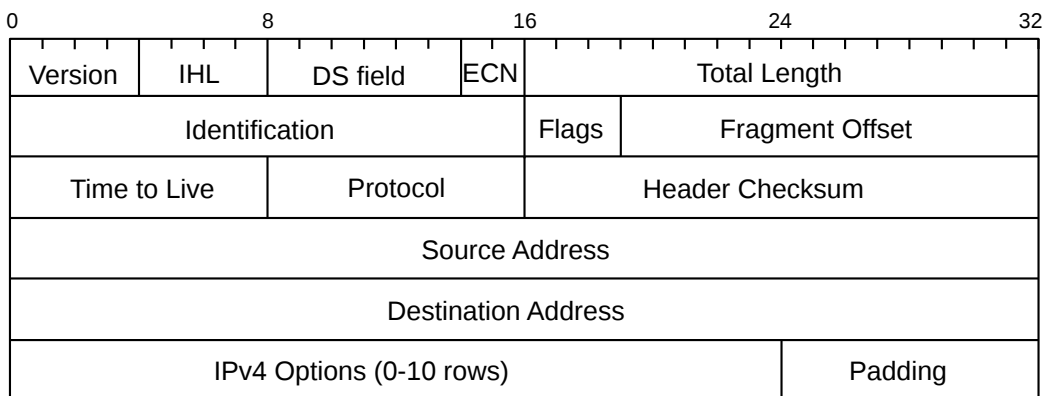 0 8 16 24 32
Version IHL DS field ECN Total Length
Identification Flags Fragment Offset
Time to Live Protocol Header Checksum
Source Address
Destination Address
IPv4 Options (0-10 rows) Padding